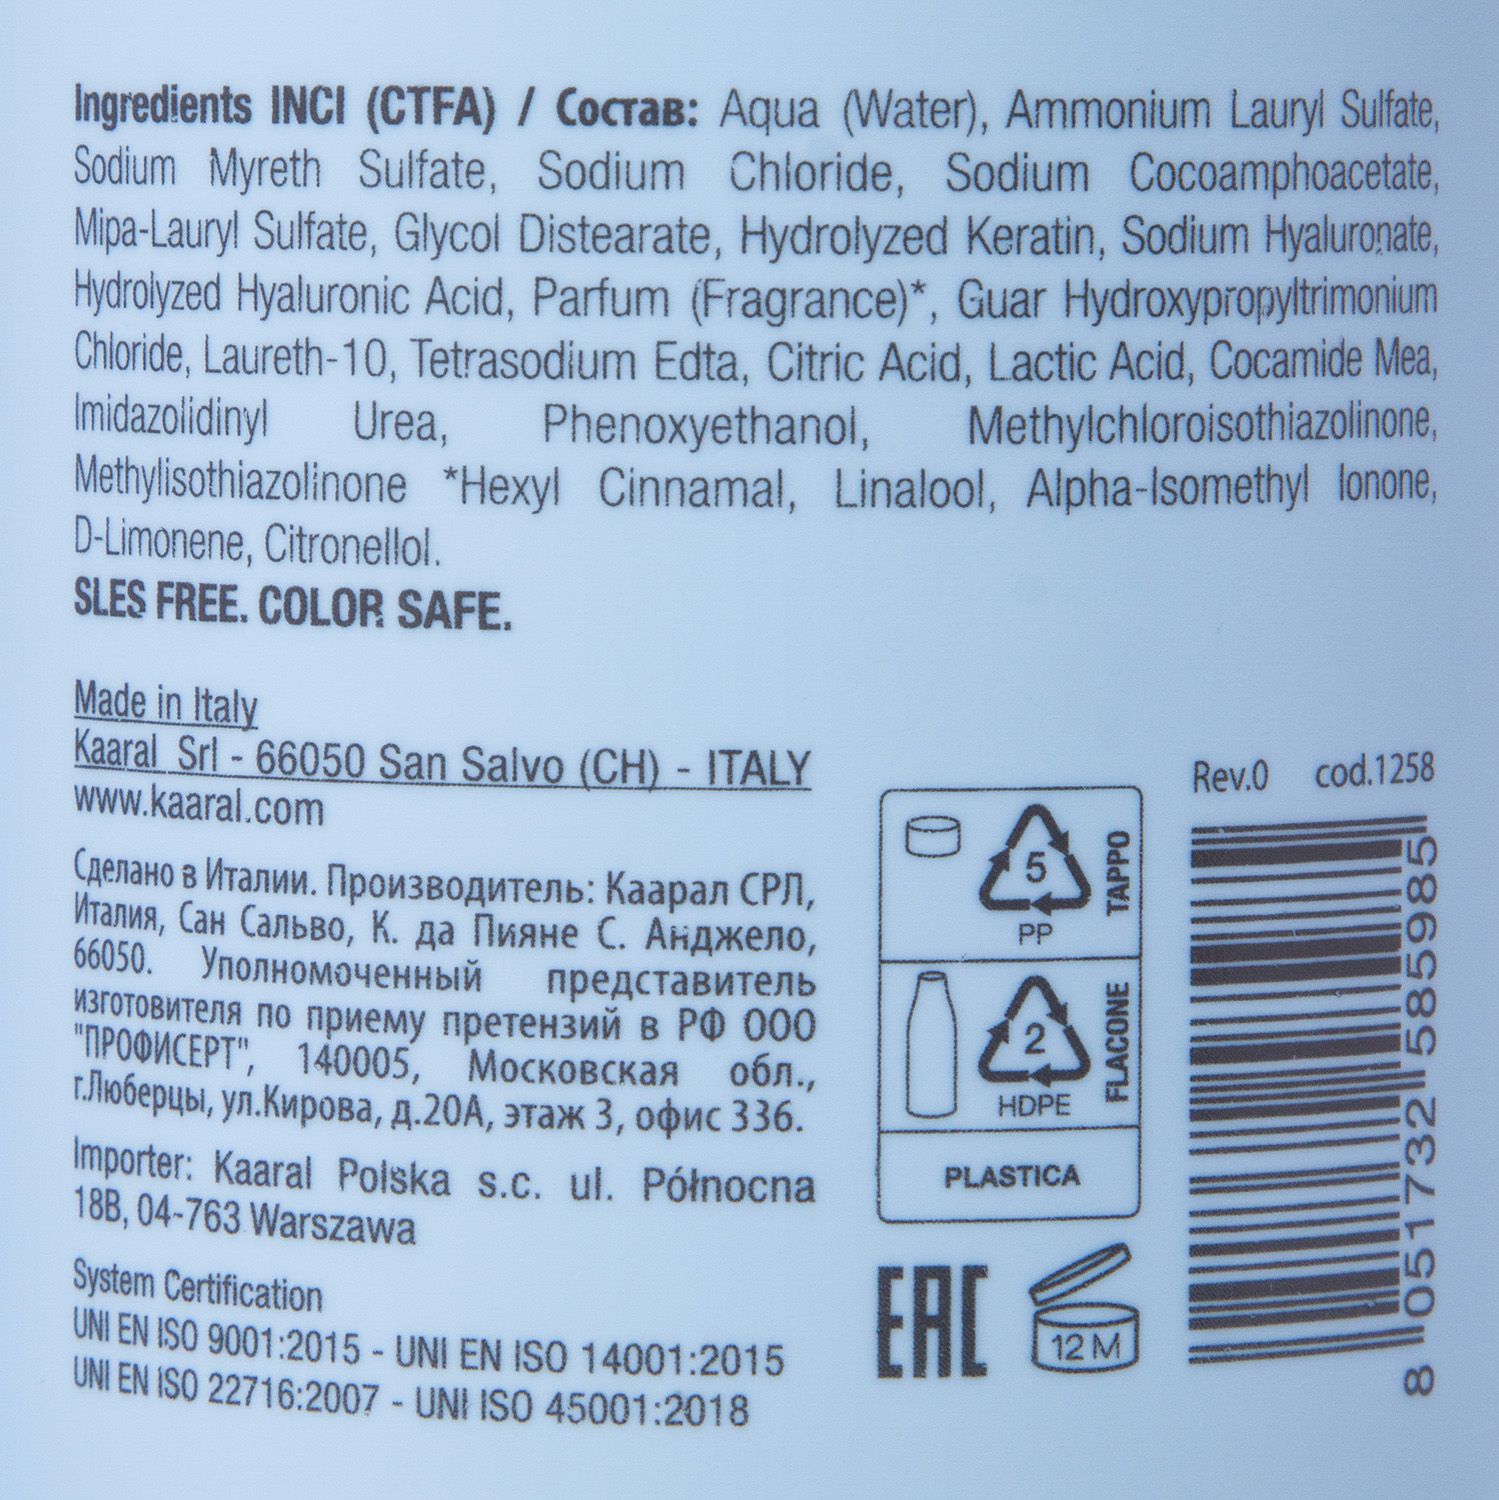 Ingredients INCI (CTFA) / Состав: Aqua (Water), Ammonium Lauryl Sulfate,
Sodium Myreth Sulfate, Sodium Chloride, Sodium Cocoamphoacetate,
Mipa-Lauryl Sulfate, Glycol Distearate, Hydrolyzed Keratin, Sodium Hyaluronate,
Hydrolyzed Hyaluronic Acid, Parfum (Fragrance)*, Guar Hydroxypropyltrimonium
Chloride, Laureth-10, Tetrasodium Edta, Citric Acid, Lactic Acid, Cocamide Mea,
Imidazolidinyl Urea, Phenoxyethanol, Methylchloroisothiazolinone,
Methylisothiazolinone *Hexyl Cinnamal, Linalool, Alpha-Isomethyl Ionone,
D-Limonene, Citronellol.
SLES FREE. COLOR SAFE.
Made in Italy
Kaaral Srl - 66050 San Salvo (CH) - ITALY
www.kaaral.com
Сделано в Италии. Производитель: Каарал СРЛ,
Италия, Сан Сальво, К. да Пияне С. Анджело,
66050. Уполномоченный представитель
изготовителя по приему претензий в РФ ООО
"ПРОФИСЕРТ", 140005, Московская обл.,
г.Люберцы, ул.Кирова, д.20А, этаж 3, офис 336.
Importer: Kaaral Polska s.c. ul. Północna
18B, 04-763 Warszawa
System Certification
UNI EN ISO 9001:2015 - UNI EN ISO 14001:2015
UNI EN ISO 22716:2007 - UNI ISO 45001:2018
5
PP
TAPPO
2
HDPE
FLACONE
PLASTICA
EAC
12 M
Rev.0 cod.1258
8 051732 585985